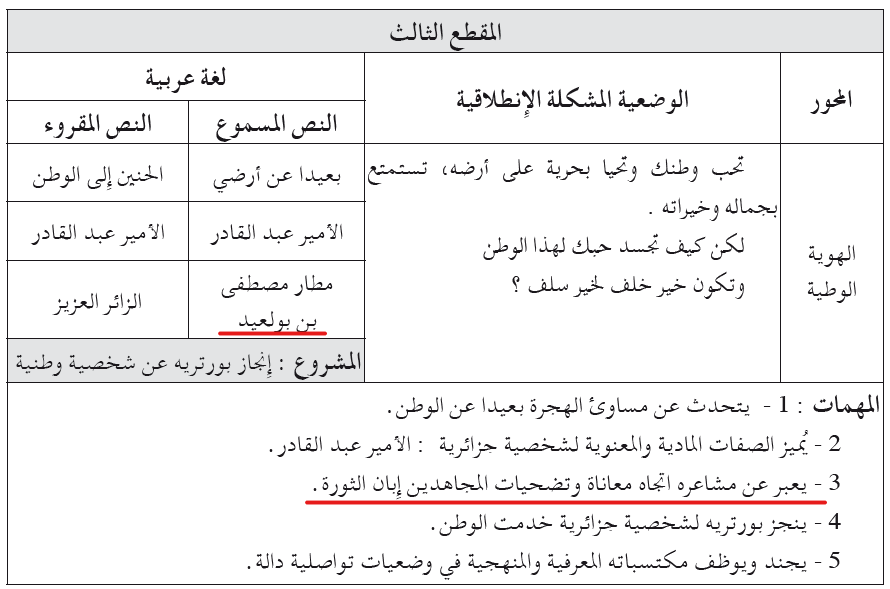 المقطع الثالث
المحور
الوضعية المشكلة الإنطلاقية
لغة عربية
النص المسموع
النص المقروء
الهوية
الوطية
تحب وطنك وتحيا بحرية على أرضه، تستمتع
بجماله وخيراته .
لكن كيف تجسد حبك لهذا الوطن
وتكون خير خلف لخير سلف ؟
بعيدا عن أرضي
الحنين إلى الوطن
الأمير عبد القادر
الأمير عبد القادر
مطار مصطفى
بن بولعيد
الزائر العزيز
المشروع : إنجاز بورتريه عن شخصية وطنية
المهمات : 1 - يتحدث عن مساوئ الهجرة بعيدا عن الوطن.
2 - يُميز الصفات المادية والمعنوية لشخصية جزائرية : الأمير عبد القادر.
3 - يعبر عن مشاعره اتجاه معاناة وتضحيات المجاهدين إبان الثورة.
4 - ينجز بورتريه لشخصية جزائرية خدمت الوطن.
5 - يجند ويوظف مكتسباته المعرفية والمنهجية في وضعيات تواصلية دالة.